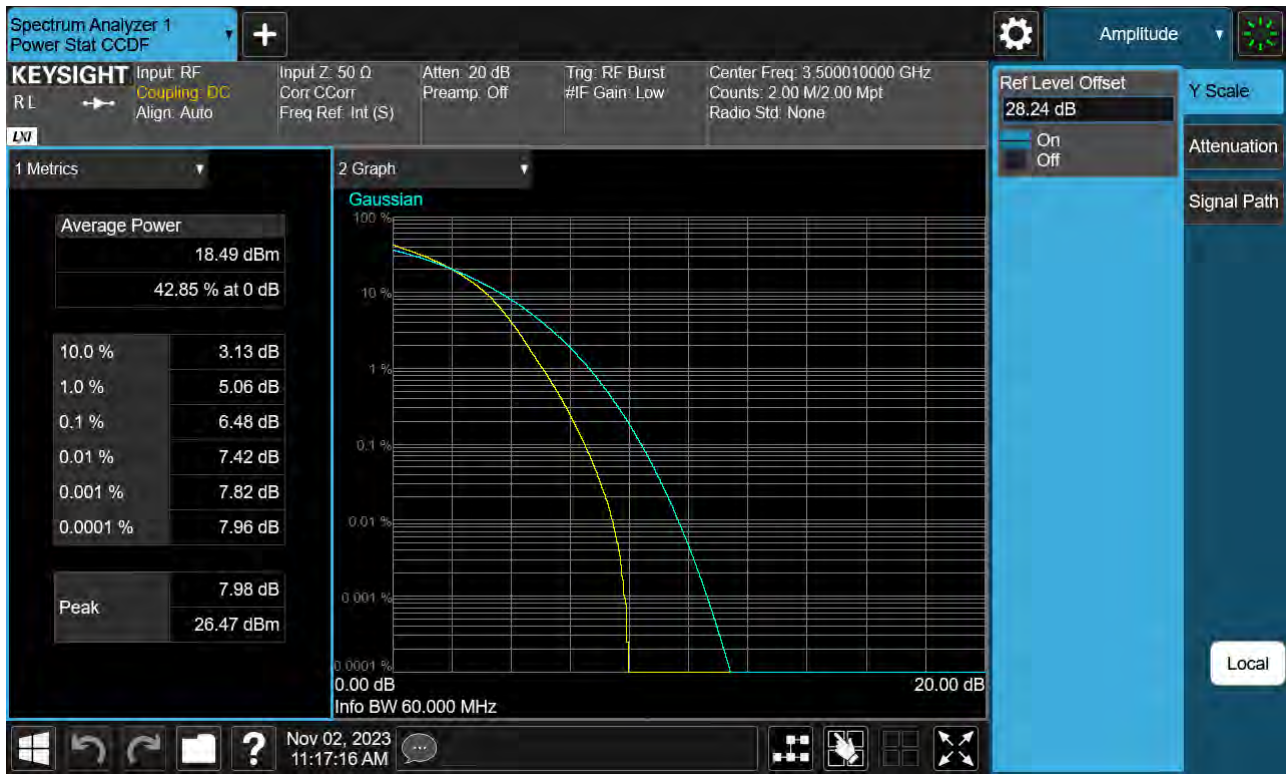 Spectrum Analyzer 1
Power Stat CCDF
+
Amplitude
KEYSIGHT
RL
LXI
Input: RF
Coupling: DC
Align: Auto
Input Z: 50 Ω
Corr CCorr
Freq Ref: Int (S)
Atten: 20 dB
Preamp: Off
Trig: RF Burst
#IF Gain: Low
Center Freq: 3.500010000 GHz
Counts: 2.00 M/2.00 Mpt
Radio Std: None
Ref Level Offset
28.24 dB
On
Off
Y Scale
Attenuation
Signal Path
Local
1 Metrics
Average Power
18.49 dBm
42.85 % at 0 dB
10.0 % 3.13 dB
1.0 % 5.06 dB
0.1 % 6.48 dB
0.01 % 7.42 dB
0.001 % 7.82 dB
0.0001 % 7.96 dB
Peak
7.98 dB
26.47 dBm
2 Graph
Gaussian
100 %
10 %
1 %
0.1 %
0.01 %
0.001 %
0.0001 %
0.00 dB 20.00 dB
Info BW 60.000 MHz
?
Nov 02, 2023
11:17:16 AM